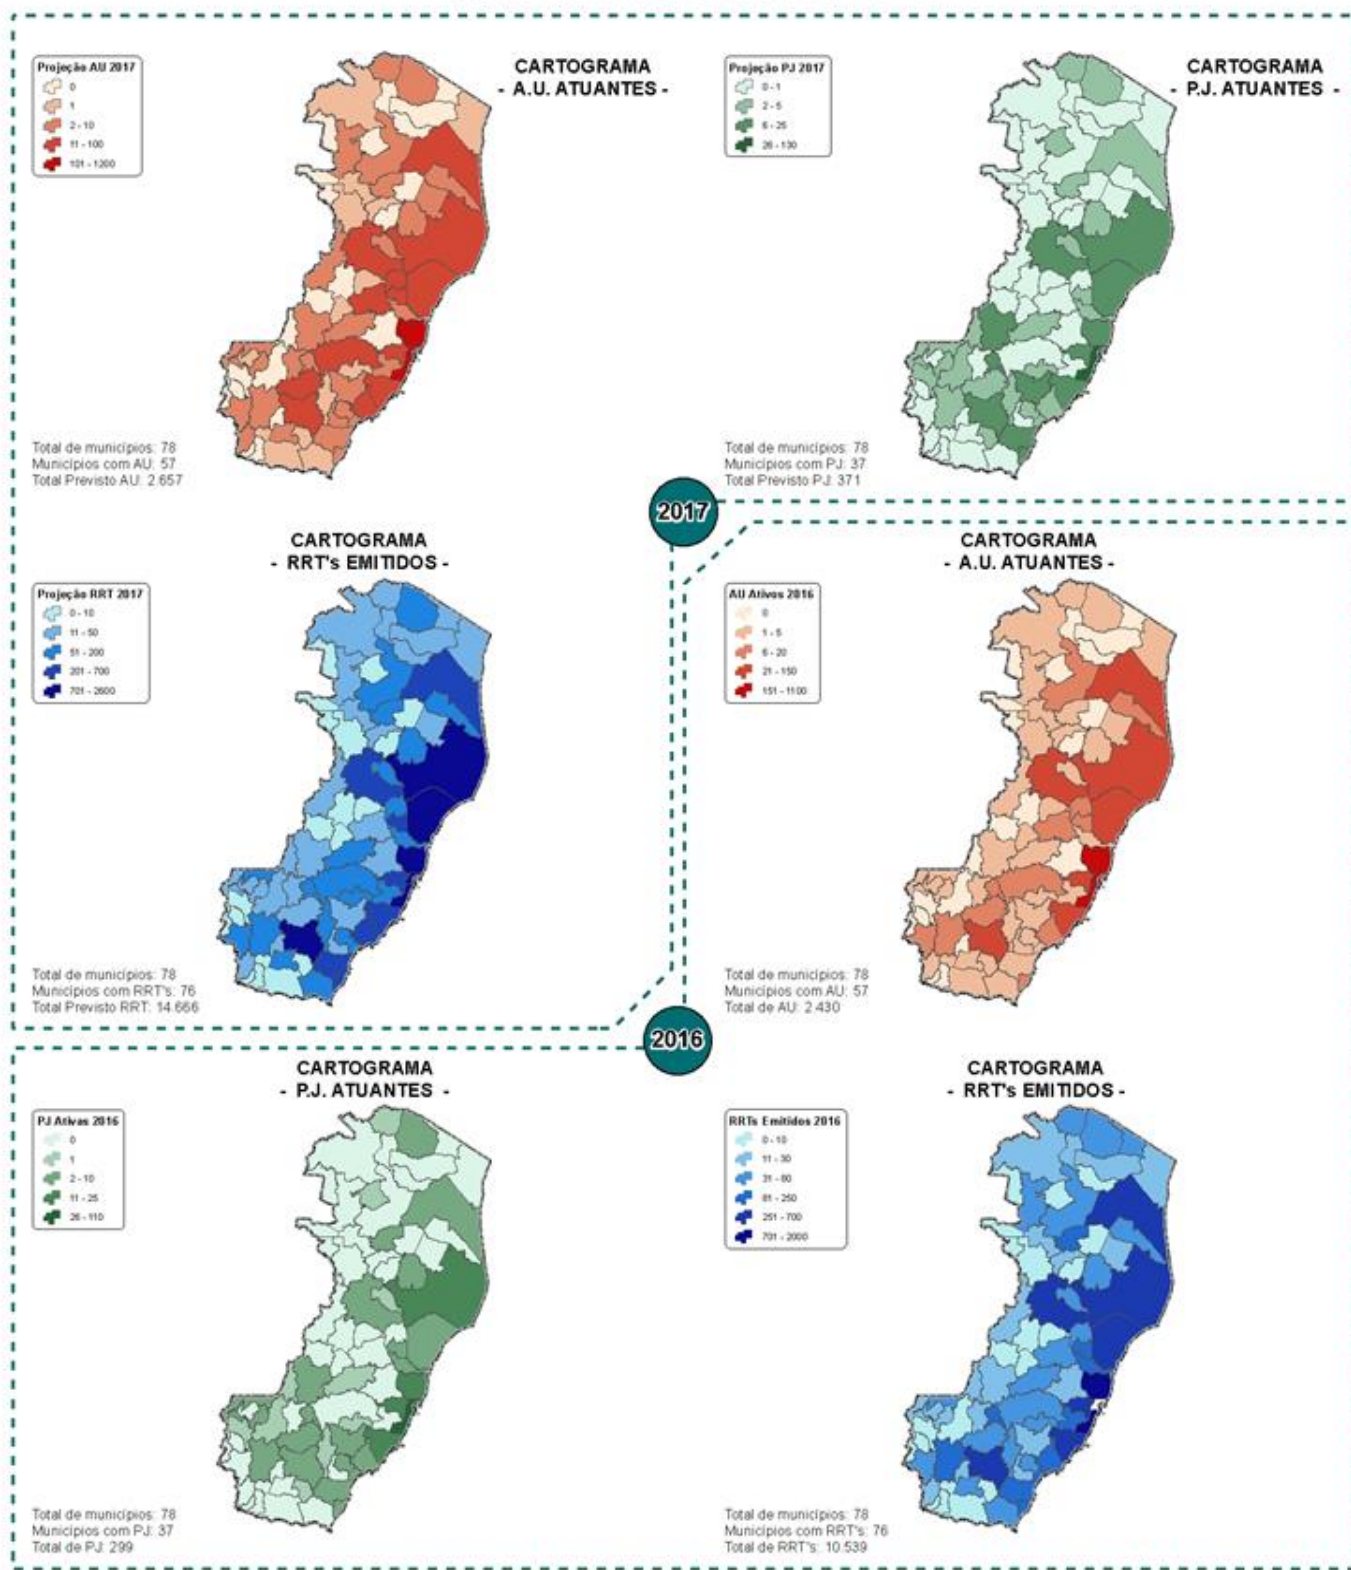 CARTOGRAMA
- A.U. ATUANTES -
Projeção AU 2017
0
1
2 - 10
11 - 100
101 - 1200
Total de municípios: 78
Municípios com AU: 57
Total Previsto AU: 2.657
CARTOGRAMA
- P.J. ATUANTES -
Projeção PJ 2017
0 - 1
2 - 5
6 - 25
26 - 130
Total de municípios: 78
Municípios com PJ: 37
Total Previsto PJ: 371
2017
CARTOGRAMA
- RRT's EMITIDOS -
Projeção RRT 2017
0 - 10
11 - 50
51 - 200
201 - 700
701 - 2600
Total de municípios: 78
Municípios com RRT's: 76
Total Previsto RRT: 14.666
CARTOGRAMA
- A.U. ATUANTES -
AU Ativos 2016
0
1 - 5
6 - 20
21 - 150
151 - 1100
Total de municípios: 78
Municípios com AU: 57
Total de AU: 2.430
2016
CARTOGRAMA
- P.J. ATUANTES -
PJ Ativas 2016
0
1
2 - 10
11 - 25
26 - 110
Total de municípios: 78
Municípios com PJ: 37
Total de PJ: 299
CARTOGRAMA
- RRT's EMITIDOS -
RRTs Emitidos 2016
0 - 10
11 - 30
31 - 80
81 - 250
251 - 700
701 - 2000
Total de municípios: 78
Municípios com RRT's: 76
Total de RRT's: 10.539